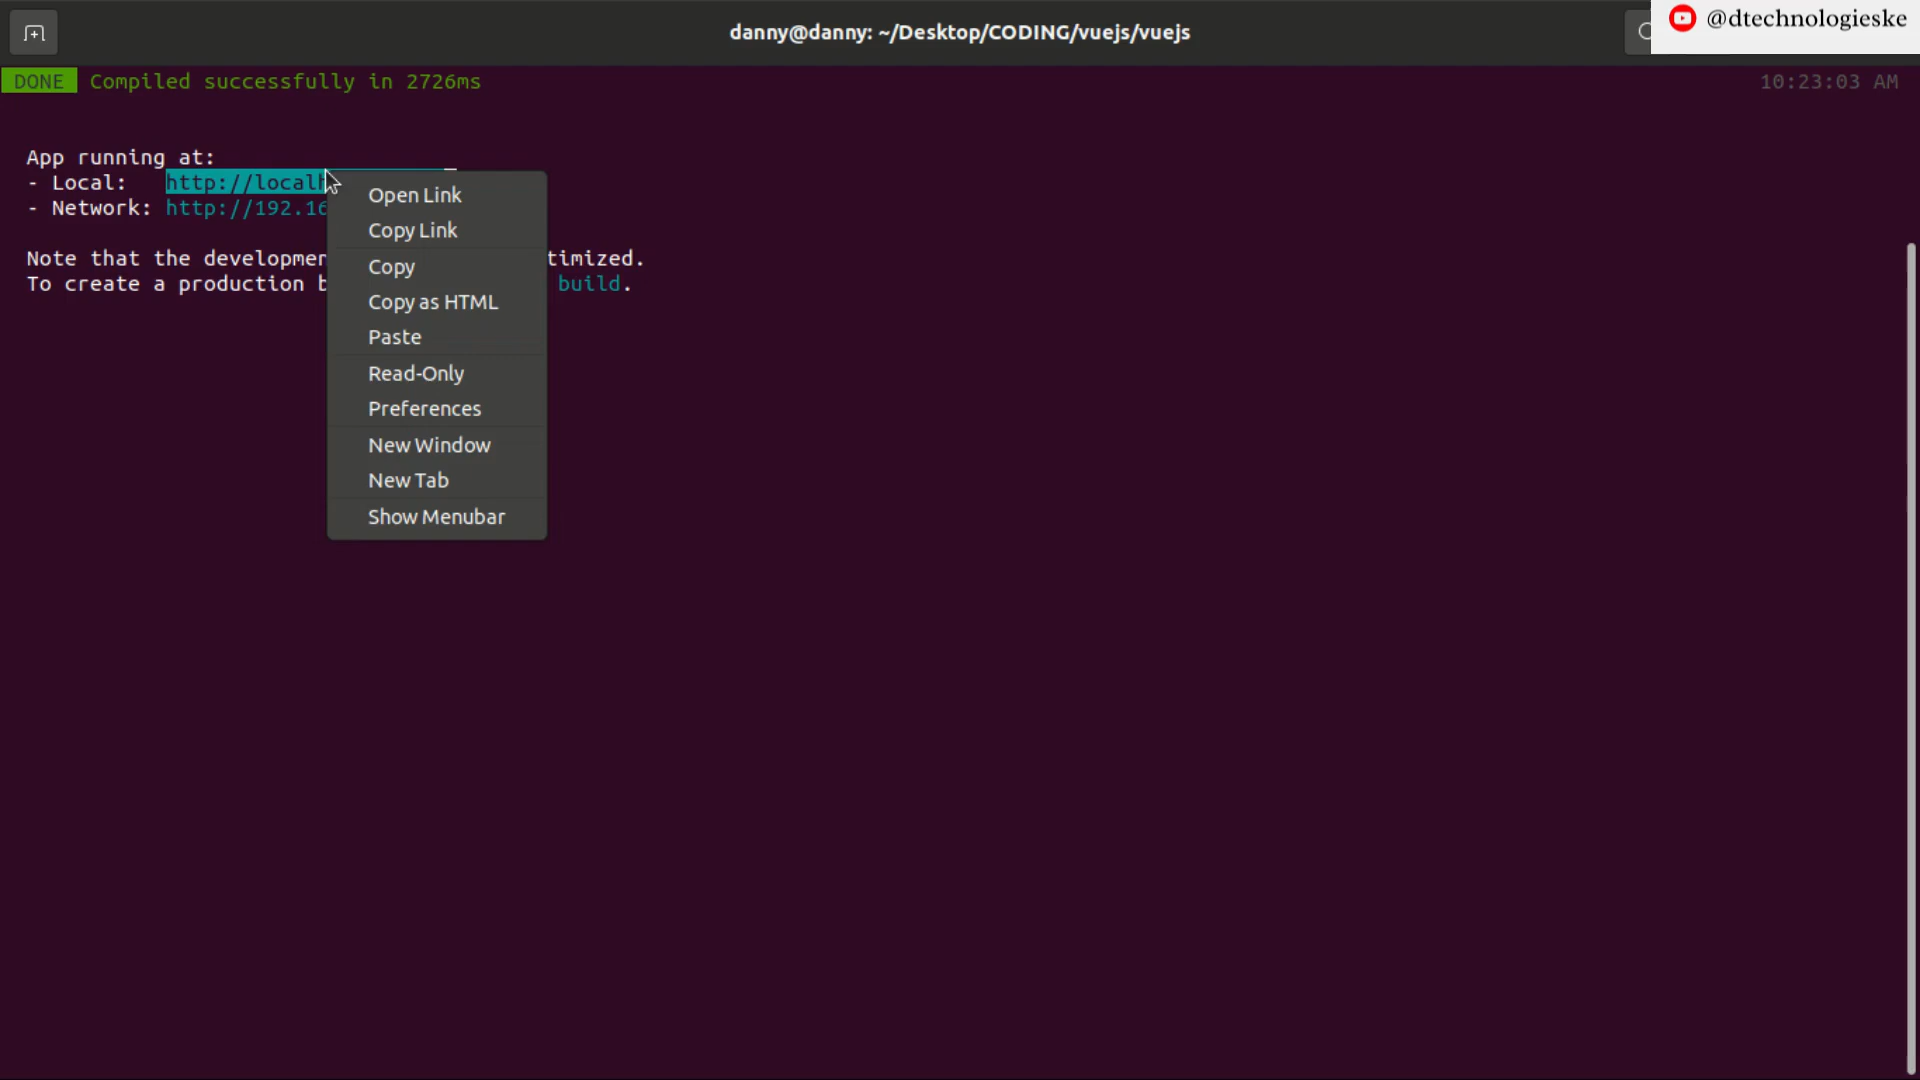 danny@danny: ~/Desktop/CODING/vuejs/vuejs
@dtechnologieske
DONE Compiled successfully in 2726ms 10:23:03 AM
App running at:
- Local: http://local
- Network: http://192.16
Note that the developmen timized.
To create a production build.
Open Link
Copy Link
Copy
Copy as HTML
Paste
Read-Only
Preferences
New Window
New Tab
Show Menubar